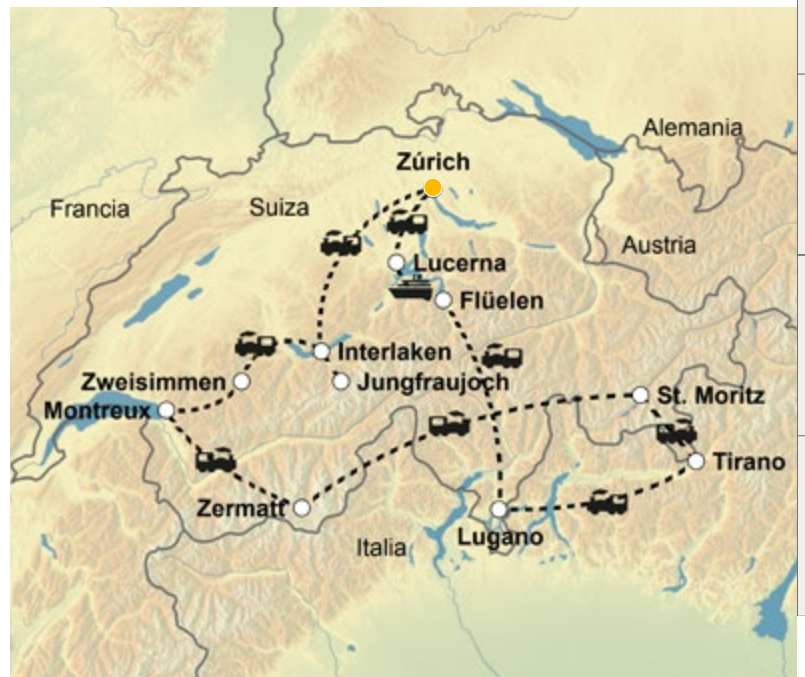 Alemania
Zúrich
Francia
Suiza
Austria
Lucerna
Flüelen
Interlaken
Zweisimmen
Jungfraujoch
Montreux
St. Moritz
Tirano
Zermatt
Lugano
Italia